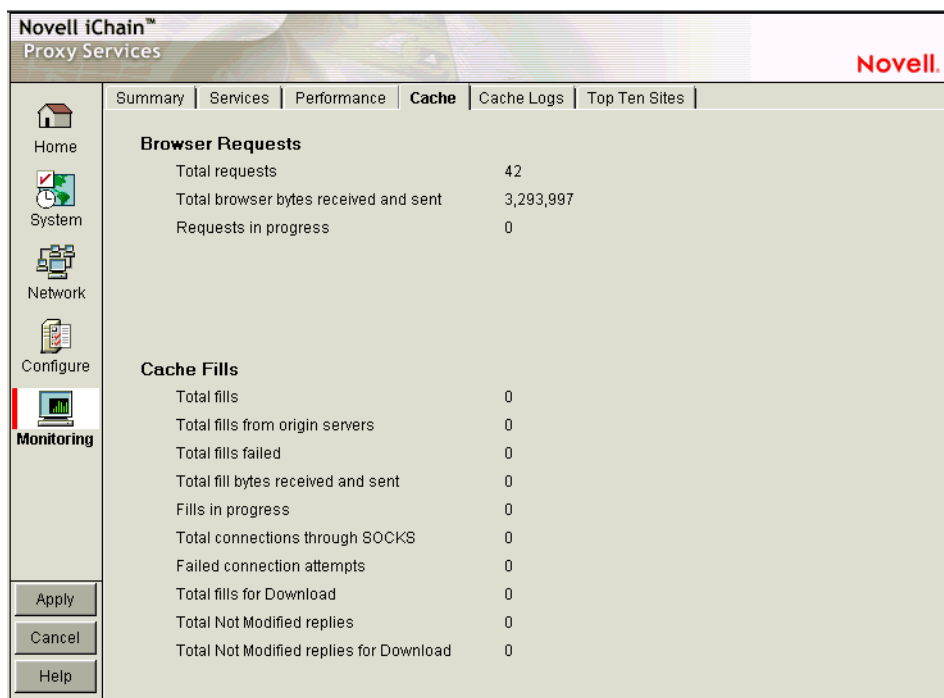 Novell iChain™
Proxy Services
Novell.
Summary Services Performance Cache Cache Logs Top Ten Sites
Home
System
Network
Configure
Monitoring
Browser Requests
Total requests 42
Total browser bytes received and sent 3,293,997
Requests in progress 0
Cache Fills
Total fills 0
Total fills from origin servers 0
Total fills failed 0
Total fill bytes received and sent 0
Fills in progress 0
Total connections through SOCKS 0
Failed connection attempts 0
Total fills for Download 0
Total Not Modified replies 0
Total Not Modified replies for Download 0
Apply
Cancel
Help